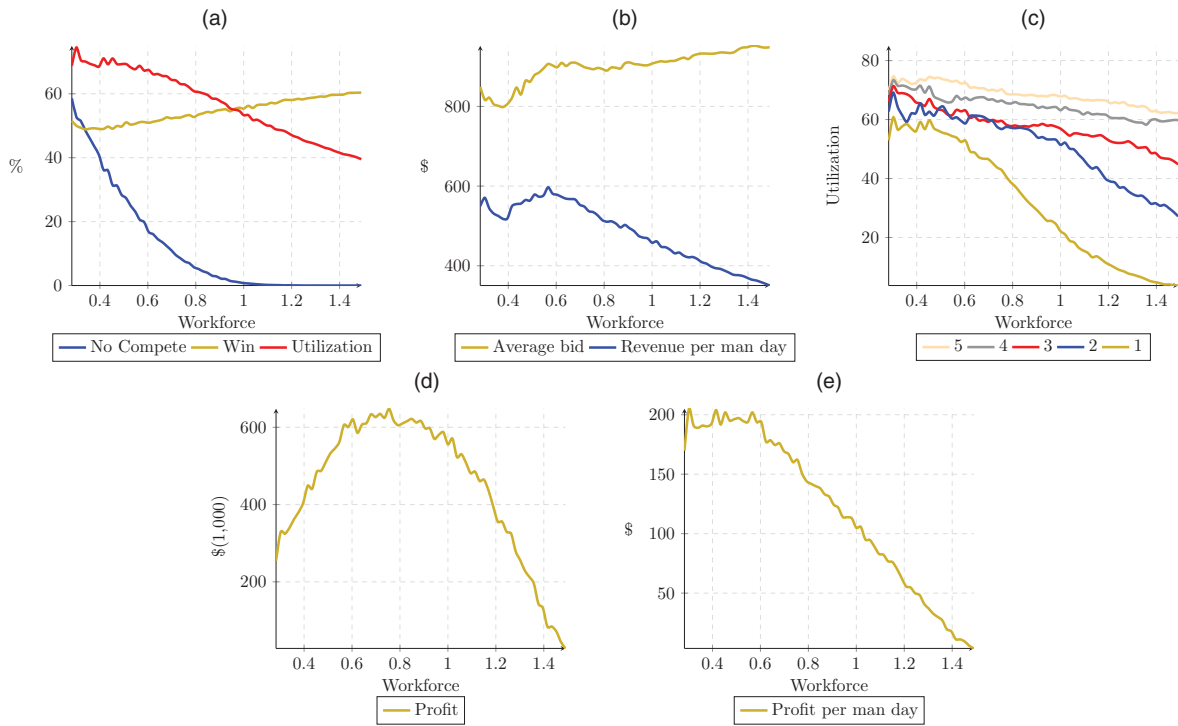 (a)
(b)
(c)
60
40
20
0
%
0.4 0.6 0.8 1 1.2 1.4
Workforce
No Compete Win Utilization
800
600
400
$
0.4 0.6 0.8 1 1.2 1.4
Workforce
Average bid Revenue per man day
80
60
40
20
Utilization
0.4 0.6 0.8 1 1.2 1.4
Workforce
5 4 3 2 1
(d)
(e)
600
400
200
$(1,000)
0.4 0.6 0.8 1 1.2 1.4
Workforce
Profit
200
150
100
50
$
0.4 0.6 0.8 1 1.2 1.4
Workforce
Profit per man day